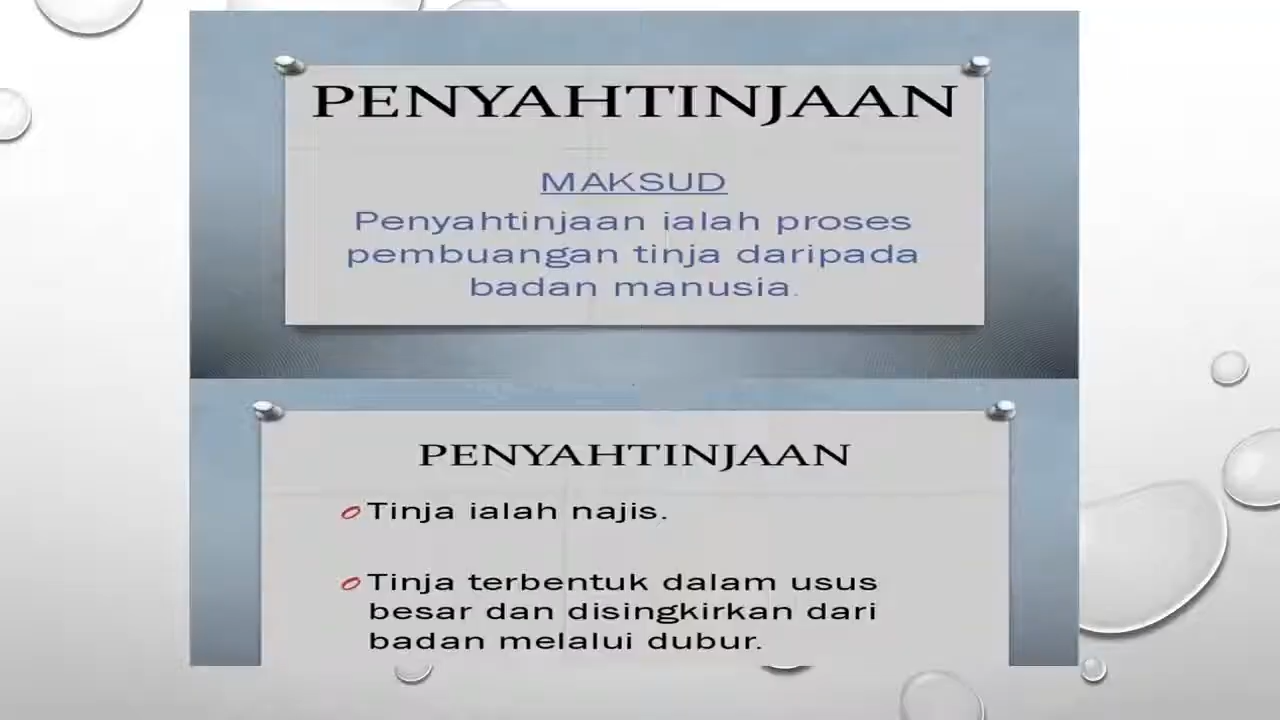 PENYAHTINJAAN
MAKSUD
Penyahtinjaan ialah proses
pembuangan tinja daripada
badan manusia.
PENYAHTINJAAN
Tinja ialah najis.
Tinja terbentuk dalam usus
besar dan disingkirkan dari
badan melalui dubur.